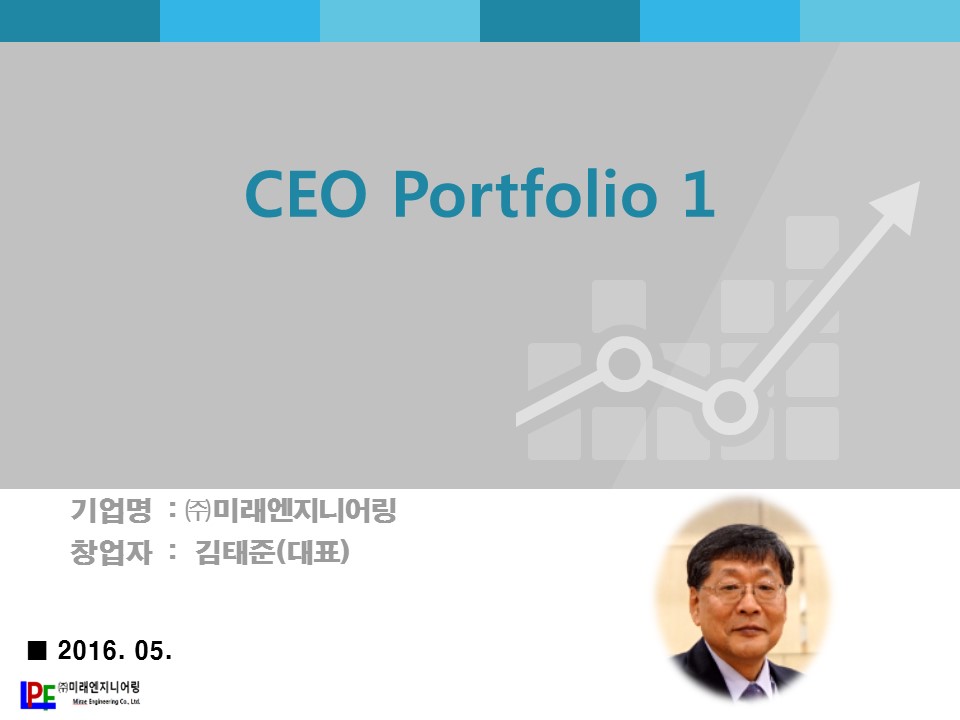 CEO Portfolio 1
기업명 : ㈜미래엔지니어링
창업자 : 김태준(대표)
■ 2016. 05.
LPE ㈜미래엔지니어링
Mirae Engineering Co., Ltd.